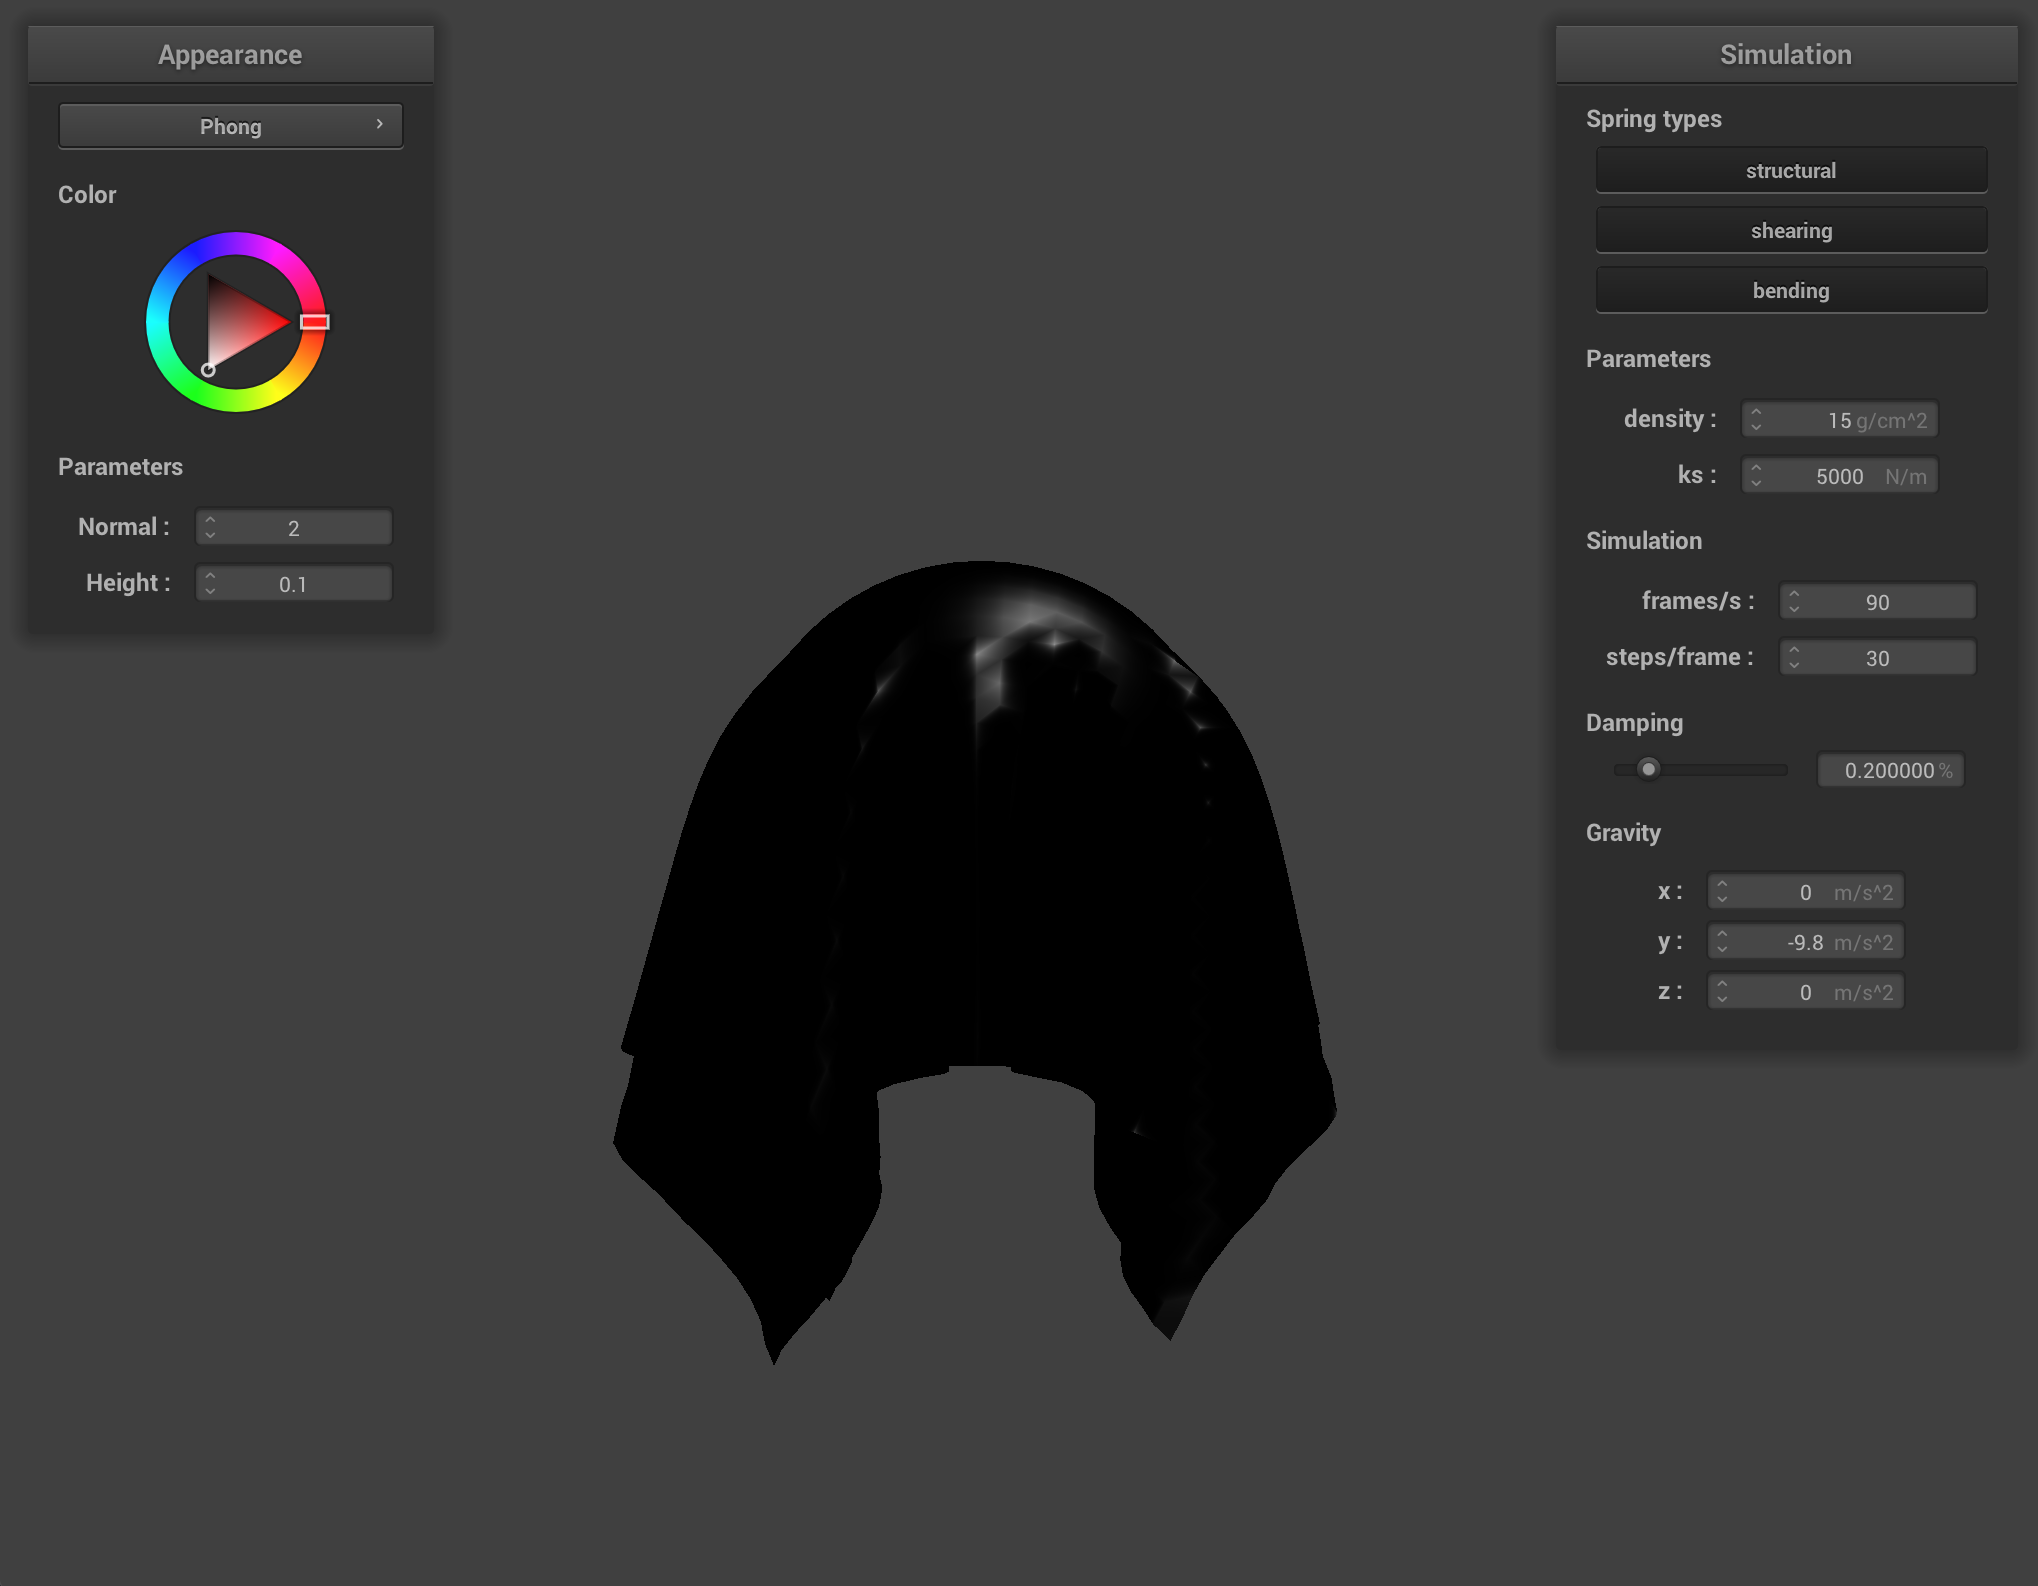 Appearance
Phong
Color
Parameters
Normal : 2
Height : 0.1
Simulation
Spring types
structural
shearing
bending
Parameters
density : 15 g/cm^2
ks : 5000 N/m
Simulation
frames/s : 90
steps/frame : 30
Damping
0.200000 %
Gravity
x : 0 m/s^2
y : -9.8 m/s^2
z : 0 m/s^2